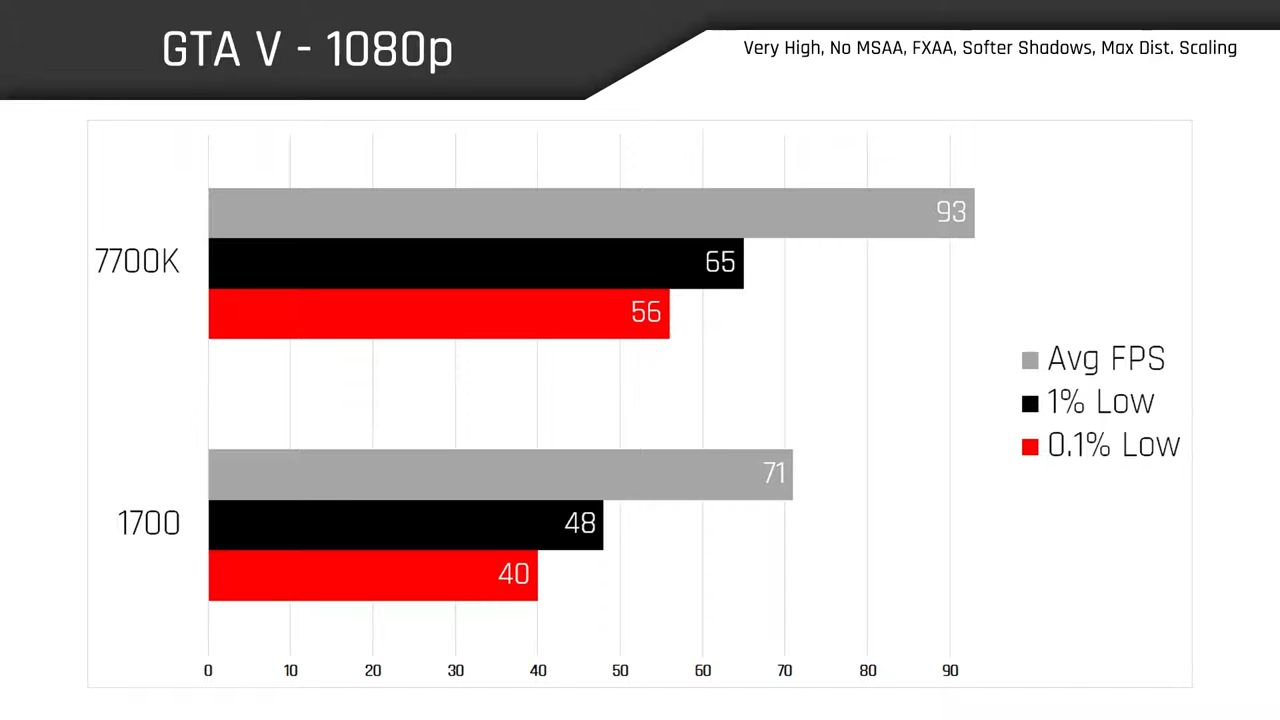 GTA V - 1080p
Very High, No MSAA, FXAA, Softer Shadows, Max Dist. Scaling
93
7700K
65
56
Avg FPS
1% Low
0.1% Low
71
1700
48
40
0 10 20 30 40 50 60 70 80 90